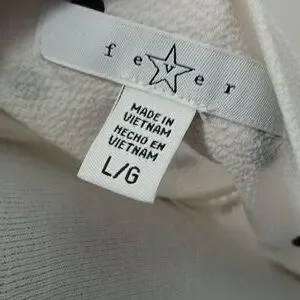 fever
MADE IN
VIETNAM
HECHO EN
VIETNAM
L/G